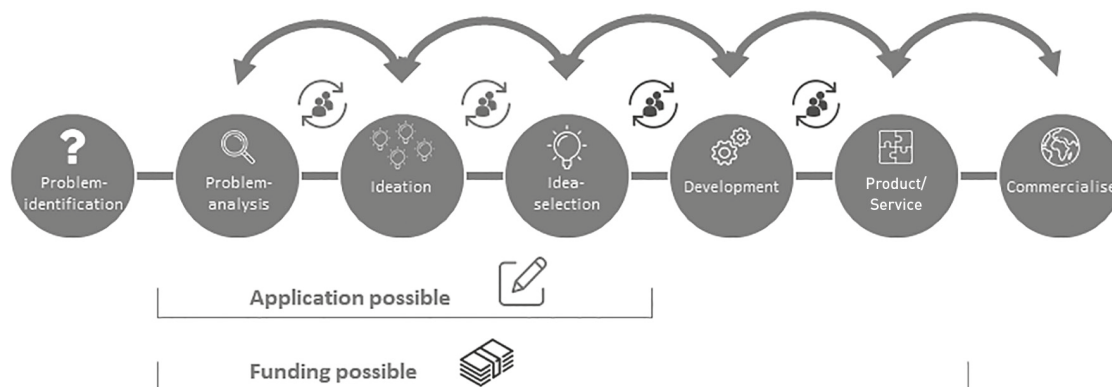 ?
Problem-
identification
Problem-
analysis
Ideation
Idea-
selection
Development
Product/
Service
Commercialise
Application possible
Funding possible